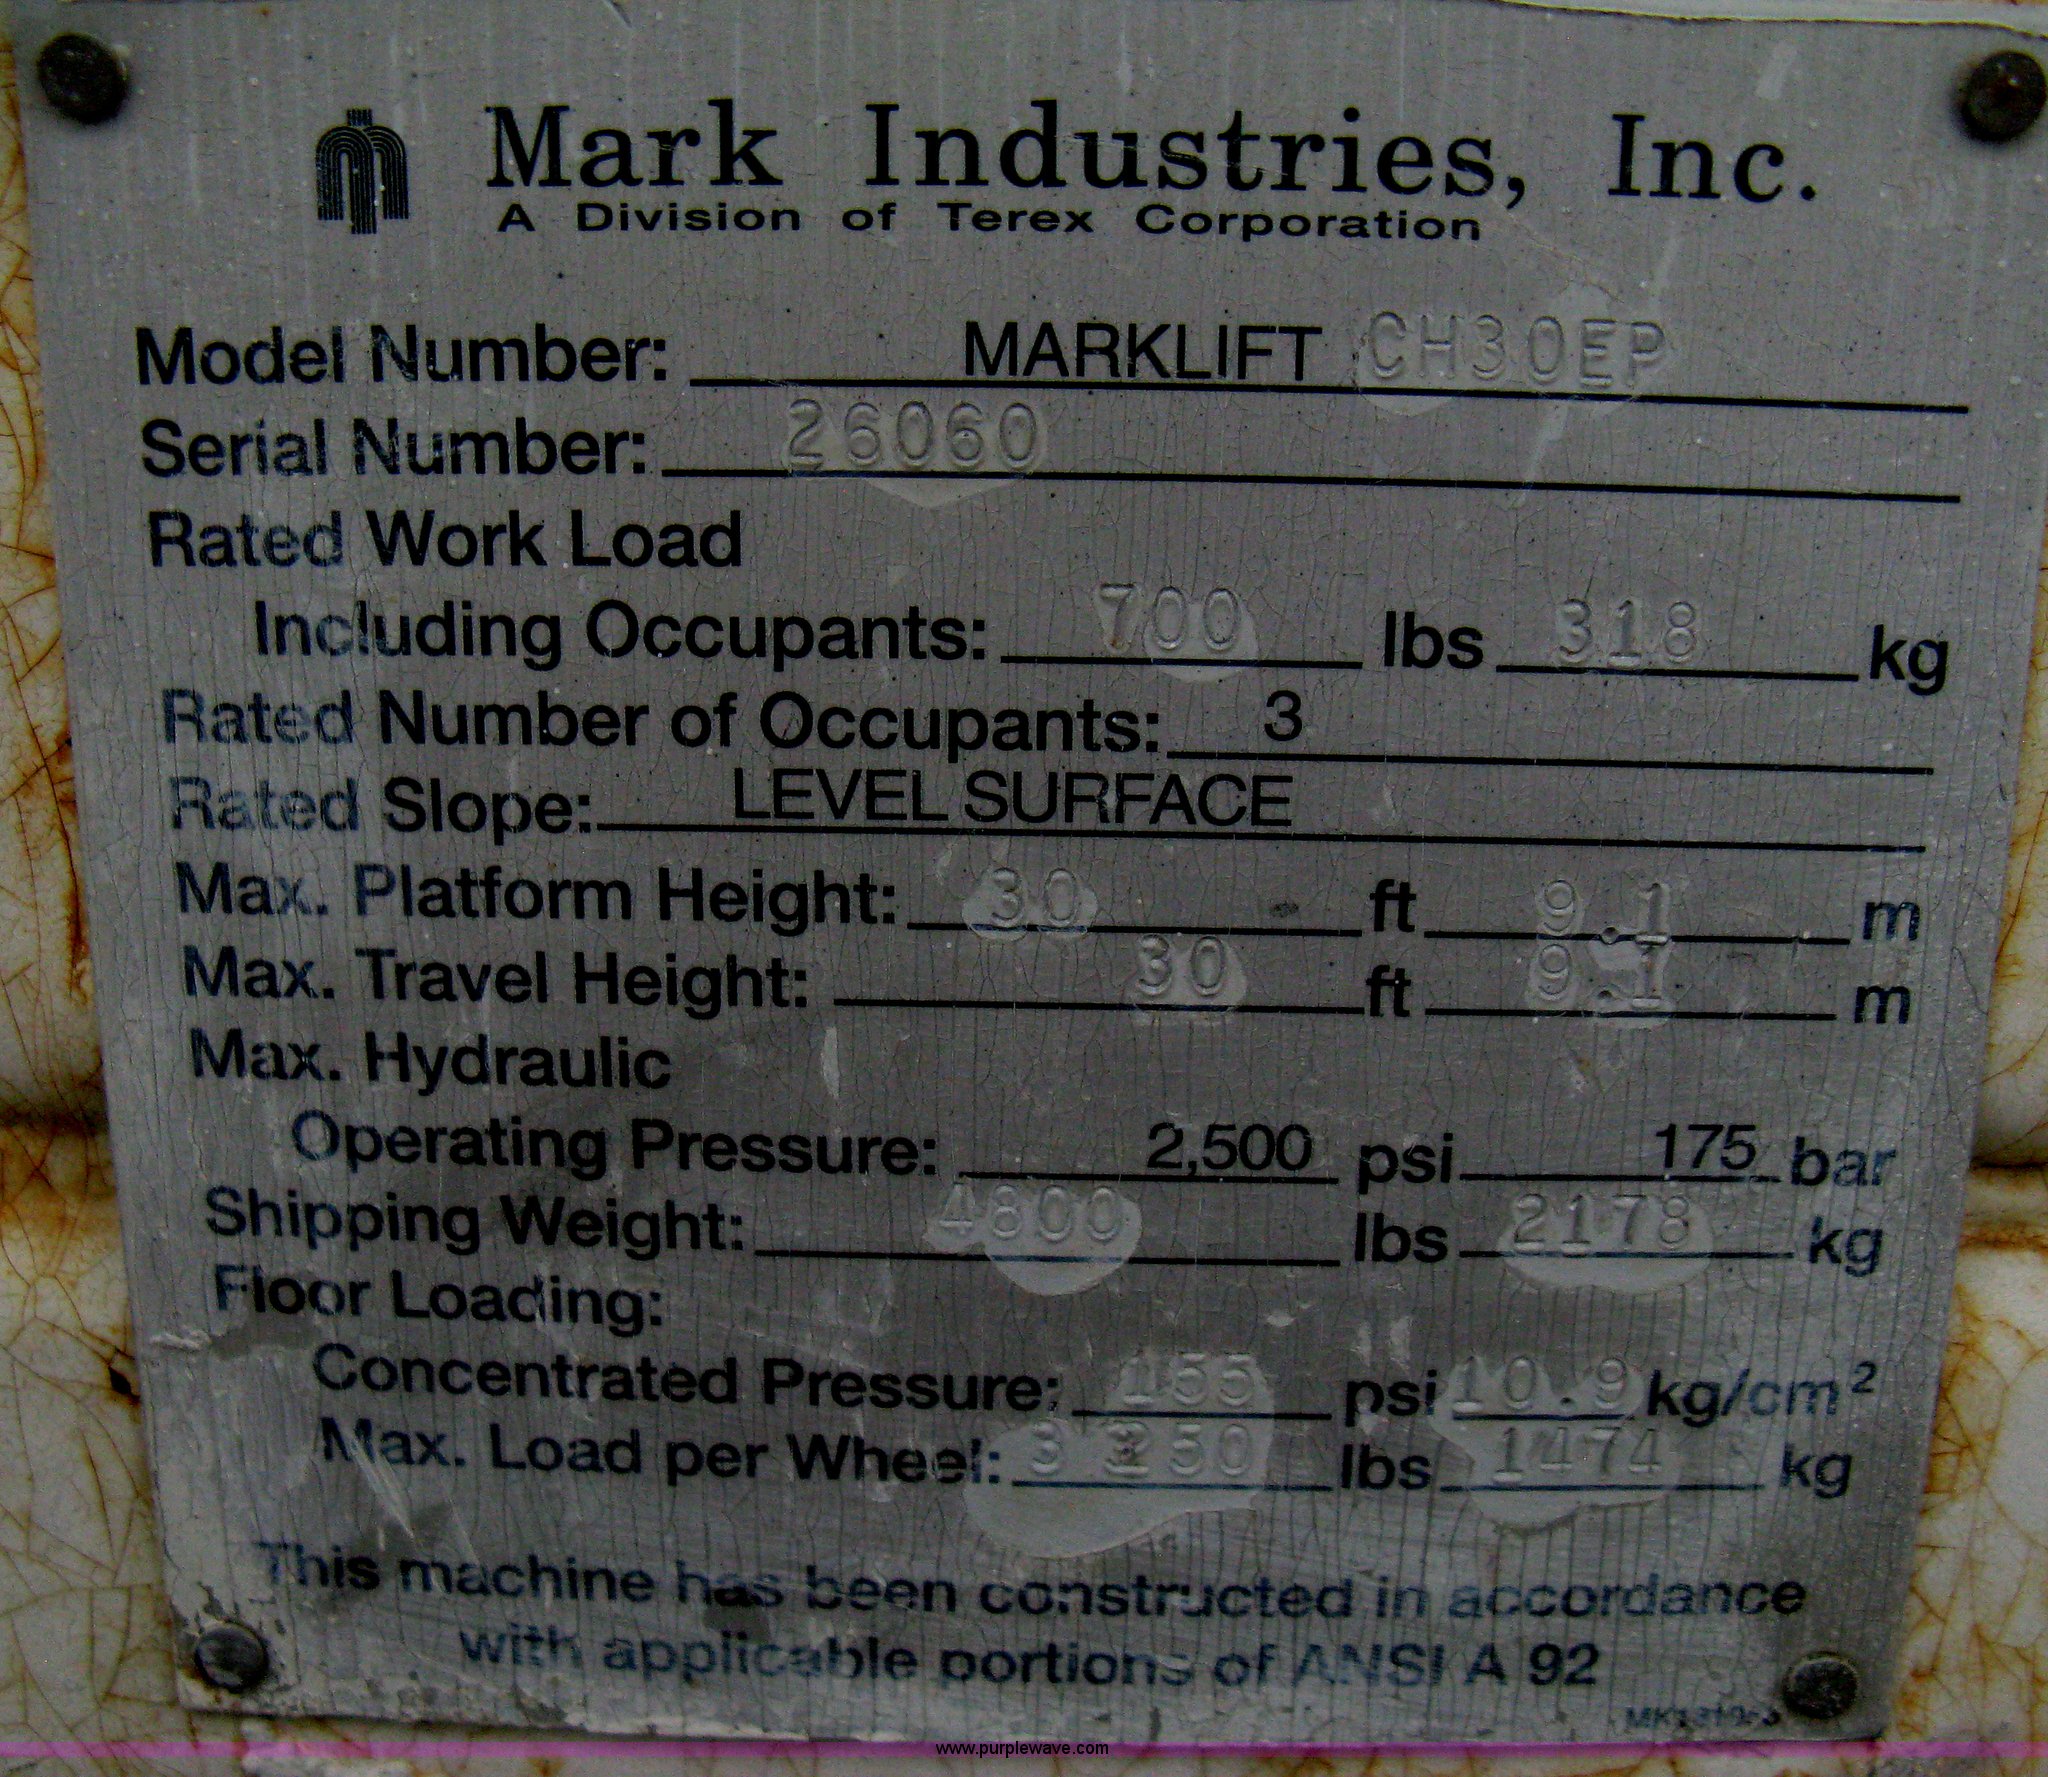 Mark Industries, Inc.
A Division of Terex Corporation
Model Number: MARKLIFT CH30EP
Serial Number: 26060
Rated Work Load
Including Occupants: 700 lbs 318 kg
Rated Number of Occupants: 3
Rated Slope: LEVEL SURFACE
Max. Platform Height: 30 ft 9.1 m
Max. Travel Height: 30 ft 9.1 m
Max. Hydraulic
Operating Pressure: 2,500 psi 175 bar
Shipping Weight: 4800 lbs 2178 kg
Floor Loading:
Concentrated Pressure: 155 psi 10.9 kg/cm²
Max. Load per Wheel: 3250 lbs 1474 kg
This machine has been constructed in accordance
with applicable portions of ANSI A 92
www.purplewave.com